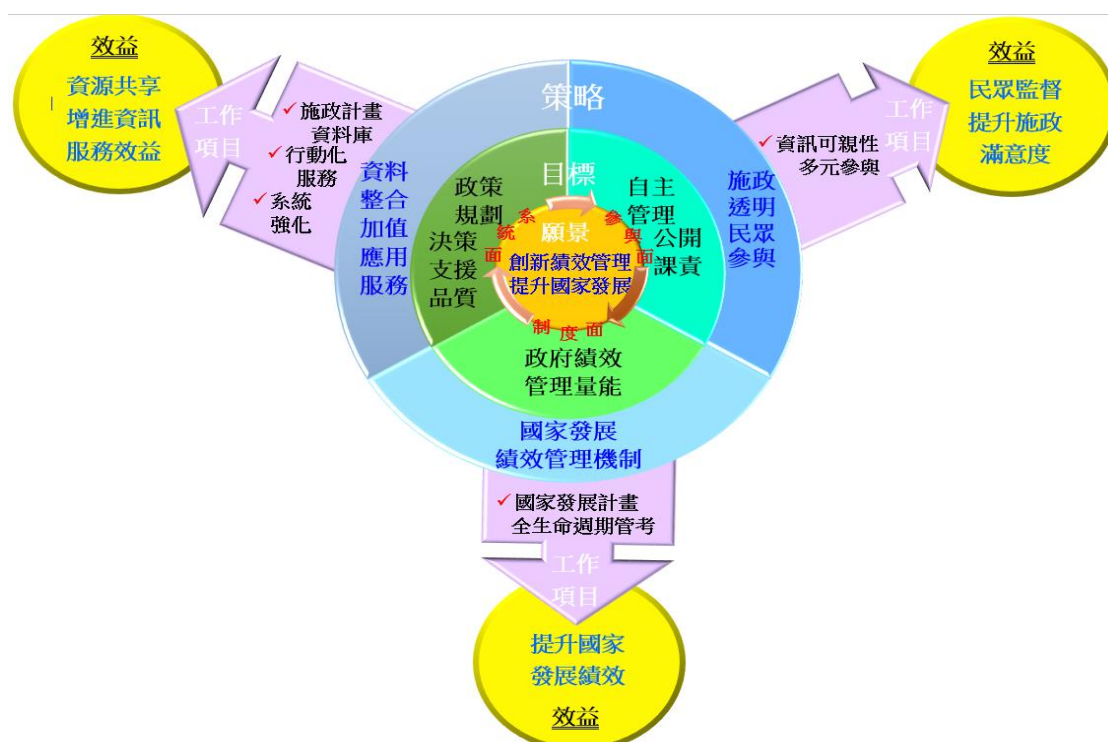 效益
資源共享
增進資訊
服務效益
工作
項目
施政計畫
資料庫
行動化
服務
系統
強化
策略
資料
整合
加值
應用
服務
施政
透明
民眾
參與
國家發展
績效管理機制
目標
政策
規劃
決策
支援
品質
自主
管理
公開
課責
政府績效
管理量能
系統面
參與面
制度面
願景
創新績效管理
提升國家發展
資訊可親性
多元參與
工作
項目
效益
民眾監督
提升施政
滿意度
國家發展計畫
全生命週期管考
工作
項目
提升國家
發展績效
效益